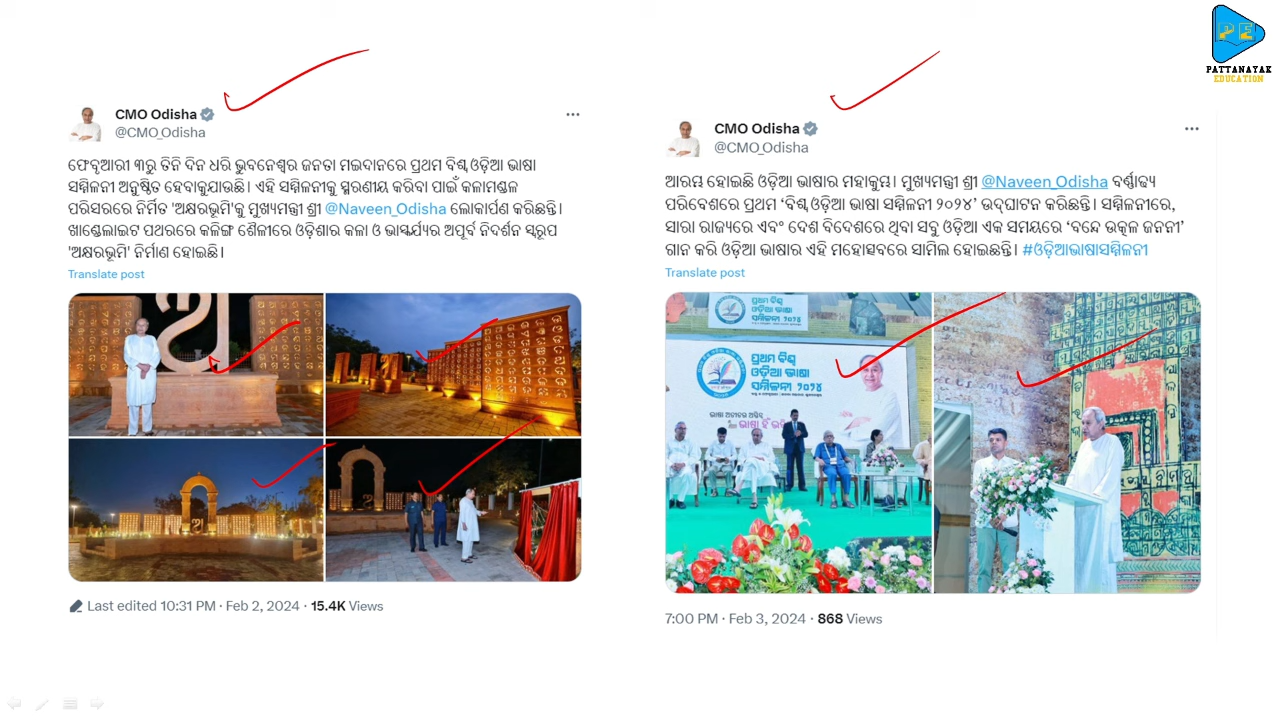 PATTANAYAK
EDUCATION
CMO Odisha
@CMO_Odisha
ଫେବୃଆରୀ ୩ରୁ ତିନି ଦିନ ଧରି ଭୁବନେଶ୍ୱର ଜନତା ମଇଦାନରେ ପ୍ରଥମ ବିଶ୍ୱ ଓଡ଼ିଆ ଭାଷା
ସମ୍ମିଳନୀ ଅନୁଷ୍ଠିତ ହେବାକୁଯାଉଛି। ଏହି ସମ୍ମିଳନୀକୁ ସ୍ମରଣୀୟ କରିବା ପାଇଁ କଳାମଣ୍ଡଳ
ପରିସରରେ ନିର୍ମିତ 'ଅକ୍ଷରଭୂମି'କୁ ମୁଖ୍ୟମନ୍ତ୍ରୀ ଶ୍ରୀ @Naveen_Odisha ଲୋକାର୍ପଣ କରିଛନ୍ତି।
ଖାଣ୍ଡେଲାଇଟ ପଥରରେ କଳିଙ୍ଗ ଶୈଳୀରେ ଓଡ଼ିଶାର କଳା ଓ ଭାସ୍କର୍ଯ୍ୟର ଅପୂର୍ବ ନିଦର୍ଶନ ସ୍ୱରୂପ
'ଅକ୍ଷରଭୂମି' ନିର୍ମାଣ ହୋଇଛି।
Translate post
ଅ
Last edited 10:31 PM · Feb 2, 2024 · 15.4K Views
CMO Odisha
@CMO_Odisha
ଆରମ୍ଭ ହୋଇଛି ଓଡ଼ିଆ ଭାଷାର ମହାକୁମ୍ଭ। ମୁଖ୍ୟମନ୍ତ୍ରୀ ଶ୍ରୀ @Naveen_Odisha ବର୍ଣ୍ଣାଢ୍ୟ
ପରିବେଶରେ ପ୍ରଥମ ‘ବିଶ୍ୱ ଓଡ଼ିଆ ଭାଷା ସମ୍ମିଳନୀ ୨୦୨୪’ ଉଦ୍‌ଘାଟନ କରିଛନ୍ତି। ସମ୍ମିଳନୀରେ,
ସାରା ରାଜ୍ୟରେ ଏବଂ ଦେଶ ବିଦେଶରେ ଥିବା ସବୁ ଓଡ଼ିଆ ଏକ ସମୟରେ ‘ବନ୍ଦେ ଉତ୍କଳ ଜନନୀ’
ଗାନ କରି ଓଡ଼ିଆ ଭାଷାର ଏହି ମହୋତ୍ସବରେ ସାମିଲ ହୋଇଛନ୍ତି। #ଓଡ଼ିଆଭାଷାସମ୍ମିଳନୀ
Translate post
ପ୍ରଥମ ବିଶ୍ୱ
ଓଡ଼ିଆ ଭାଷା
ସମ୍ମିଳନୀ ୨୦୨୪
ପ୍ରଥମ ବିଶ୍ୱ
ଓଡ଼ିଆ ଭାଷା
ସମ୍ମିଳନୀ ୨୦୨୪
7:00 PM · Feb 3, 2024 · 868 Views